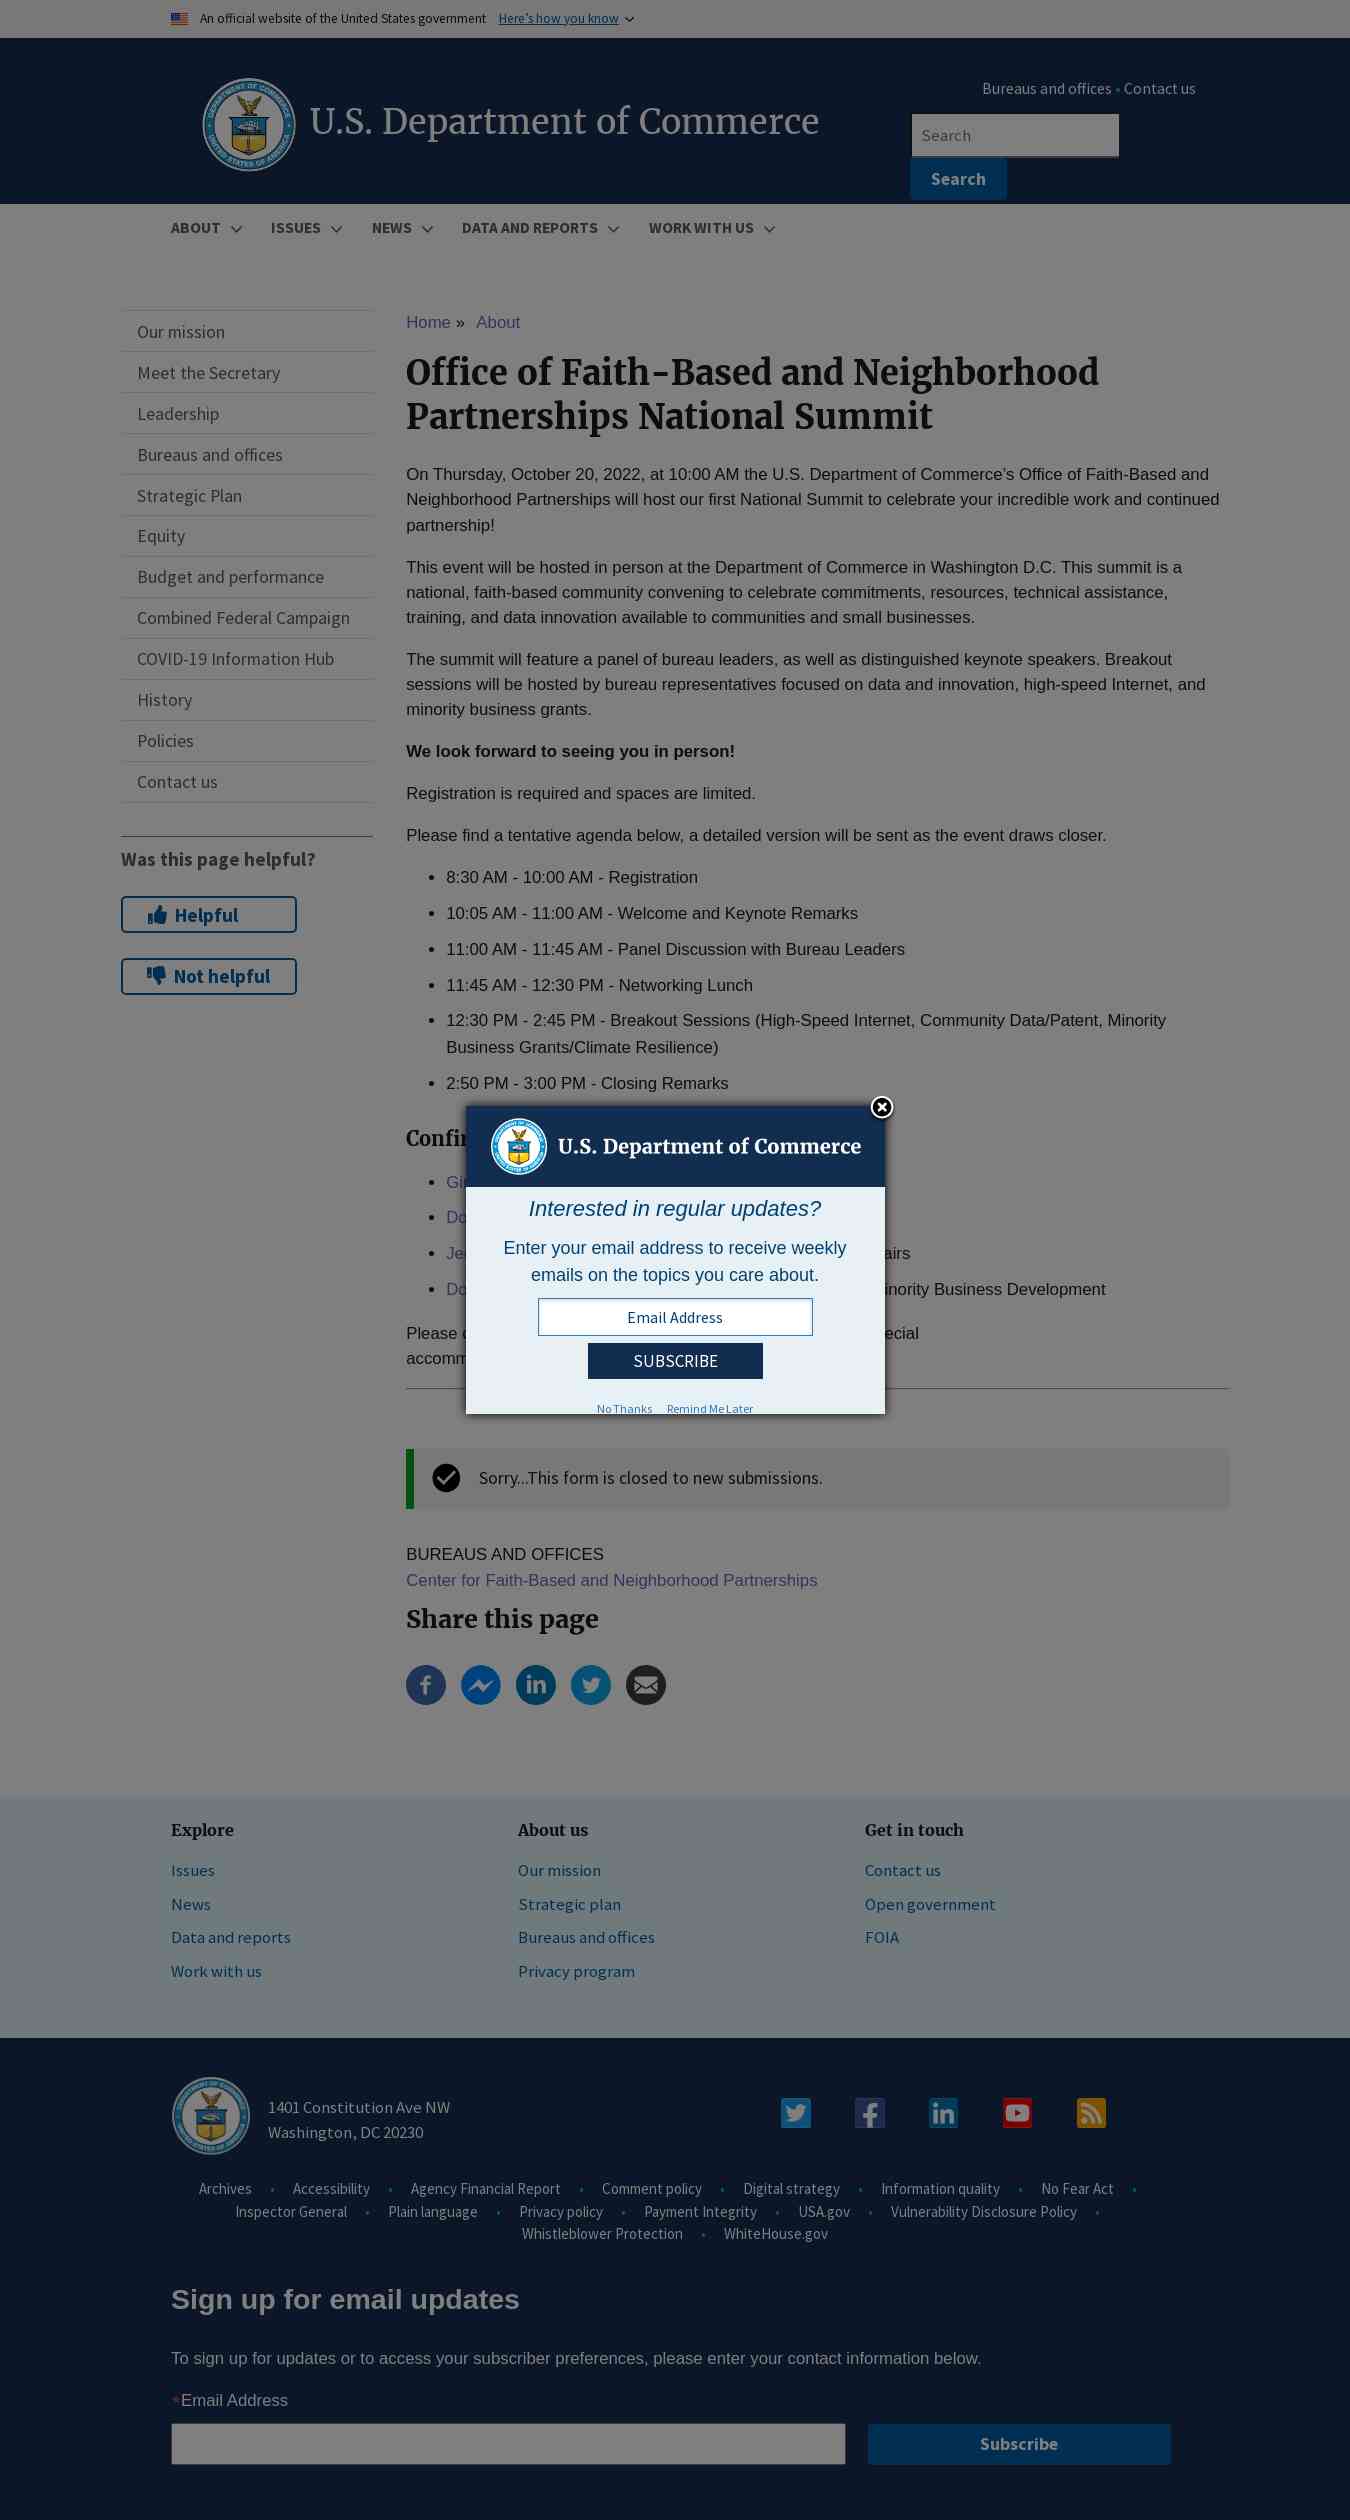 An official website of the United States government Here's how you know
Bureaus and offices • Contact us
U.S. Department of Commerce
Search
Search
ABOUT ISSUES NEWS DATA AND REPORTS WORK WITH US
Our mission
Meet the Secretary
Leadership
Bureaus and offices
Strategic Plan
Equity
Budget and performance
Combined Federal Campaign
COVID-19 Information Hub
History
Policies
Contact us
Was this page helpful?
Helpful
Not helpful
Home » About
Office of Faith-Based and Neighborhood
Partnerships National Summit
On Thursday, October 20, 2022, at 10:00 AM the U.S. Department of Commerce's Office of Faith-Based and
Neighborhood Partnerships will host our first National Summit to celebrate your incredible work and continued
partnership!
This event will be hosted in person at the Department of Commerce in Washington D.C. This summit is a
national, faith-based community convening to celebrate commitments, resources, technical assistance,
training, and data innovation available to communities and small businesses.
The summit will feature a panel of bureau leaders, as well as distinguished keynote speakers. Breakout
sessions will be hosted by bureau representatives focused on data and innovation, high-speed Internet, and
minority business grants.
We look forward to seeing you in person!
Registration is required and spaces are limited.
Please find a tentative agenda below, a detailed version will be sent as the event draws closer.
• 8:30 AM - 10:00 AM - Registration
• 10:05 AM - 11:00 AM - Welcome and Keynote Remarks
• 11:00 AM - 11:45 AM - Panel Discussion with Bureau Leaders
• 11:45 AM - 12:30 PM - Networking Lunch
• 12:30 PM - 2:45 PM - Breakout Sessions (High-Speed Internet, Community Data/Patent, Minority
Business Grants/Climate Resilience)
• 2:50 PM - 3:00 PM - Closing Remarks
U.S. Department of Commerce
Interested in regular updates?
Enter your email address to receive weekly
emails on the topics you care about.
Email Address
SUBSCRIBE
No Thanks Remind Me Later
Business Development
Please
Sorry...This form is closed to new submissions.
BUREAUS AND OFFICES
Center for Faith-Based and Neighborhood Partnerships
Share this page
Explore
Issues
News
Data and reports
Work with us
About us
Our mission
Strategic plan
Bureaus and offices
Privacy program
Get in touch
Contact us
Open government
FOIA
1401 Constitution Ave NW
Washington, DC 20230
Archives • Accessibility • Agency Financial Report • Comment policy • Digital strategy • Information quality • No Fear Act •
Inspector General • Plain language • Privacy policy • Payment Integrity • USA.gov • Vulnerability Disclosure Policy •
Whistleblower Protection • WhiteHouse.gov
Sign up for email updates
To sign up for updates or to access your subscriber preferences, please enter your contact information below.
*Email Address
Subscribe